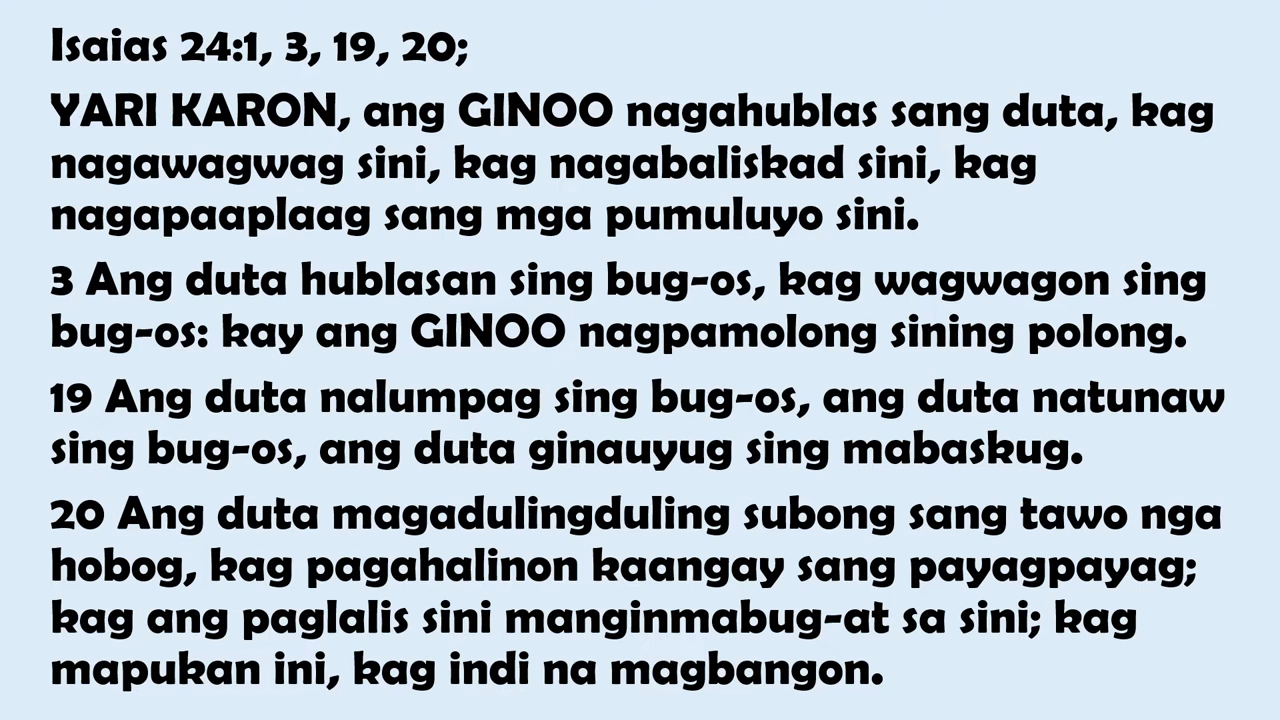 Isaias 24:1, 3, 19, 20;
YARI KARON, ang GINOO nagahublas sang duta, kag
nagawagwag sini, kag nagabaliskad sini, kag
nagapaaplaag sang mga pumuluyo sini.
3 Ang duta hublasan sing bug-os, kag wagwagon sing
bug-os: kay ang GINOO nagpamolong sining polong.
19 Ang duta nalumpag sing bug-os, ang duta natunaw
sing bug-os, ang duta ginauyug sing mabaskug.
20 Ang duta magadulingduling subong sang tawo nga
hobog, kag pagahalinon kaangay sang payagpayag;
kag ang paglalis sini manginmabug-at sa sini; kag
mapukan ini, kag indi na magbangon.